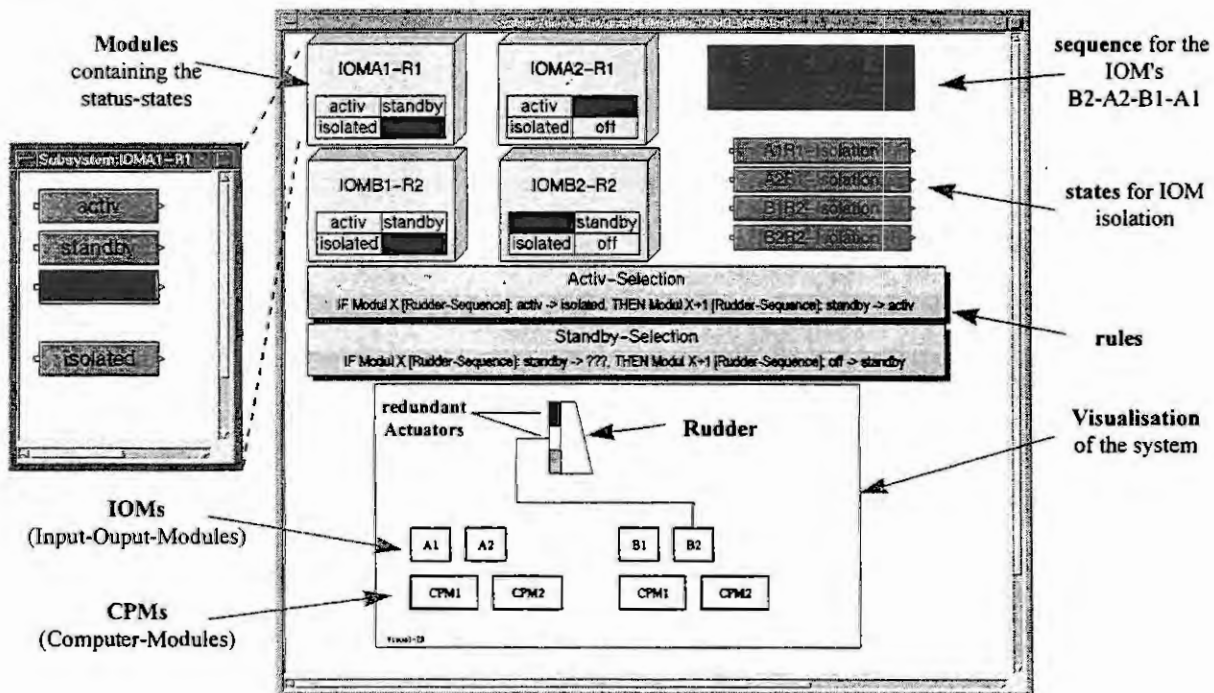 Modules
containing the
status-states
Subsystem:IOMA1-R1
activ
standby
isolated
IOMA1-R1
activ standby
isolated
IOMA2-R1
activ
isolated off
IOMB1-R2
activ standby
isolated
IOMB2-R2
standby
isolated off
sequence for the
IOM's
B2-A2-B1-A1
A1R1-Isolation
A2R1-Isolation
B1R2-Isolation
B2R2-Isolation
states for IOM
isolation
Activ-Selection
IF Modul X [Rudder-Sequence]: activ -> isolated, THEN Modul X+1 [Rudder-Sequence]: standby -> activ
Standby-Selection
IF Modul X [Rudder-Sequence]: standby -> ???, THEN Modul X+1 [Rudder-Sequence]: off -> standby
rules
redundant
Actuators
Rudder
Visualisation
of the system
IOMs
(Input-Ouput-Modules)
A1 A2 B1 B2
CPMs
(Computer-Modules)
CPM1 CPM2 CPM1 CPM2